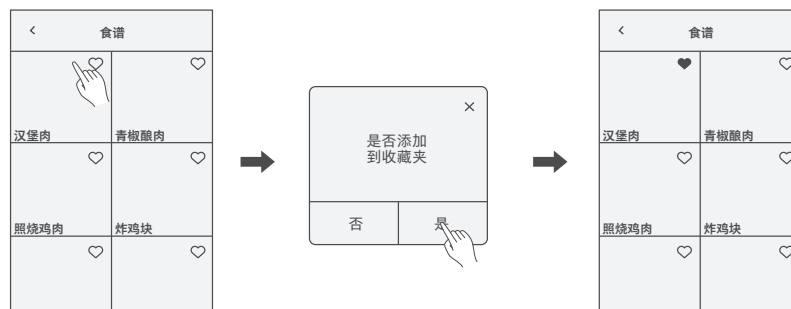 食谱
汉堡肉
青椒酿肉
照烧鸡肉
炸鸡块
是否添加
到收藏夹
否
是
食谱
汉堡肉
青椒酿肉
照烧鸡肉
炸鸡块